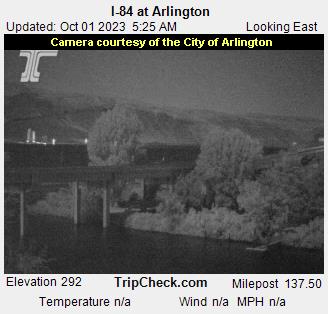 I-84 at Arlington
Updated: Oct 01 2023 5:25 AM Looking East
Camera courtesy of the City of Arlington
Elevation 292 TripCheck.com Milepost 137.50
Temperature n/a Wind n/a MPH n/a